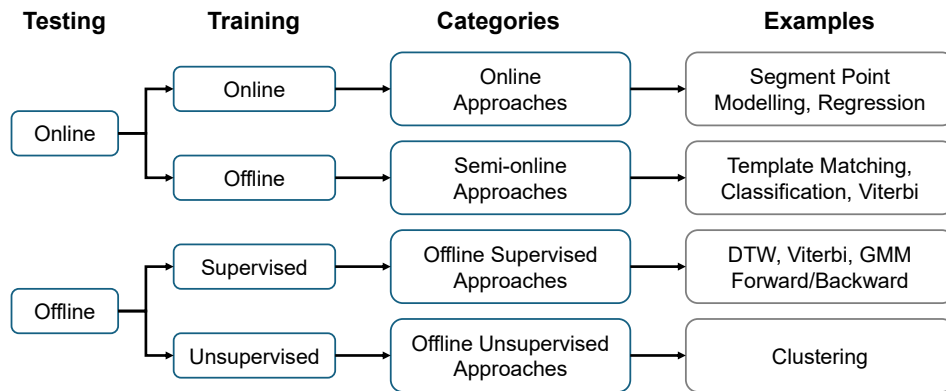 Testing
Training
Categories
Examples
Online
Online
Online
Approaches
Segment Point
Modelling, Regression
Offline
Semi-online
Approaches
Template Matching,
Classification, Viterbi
Offline
Supervised
Offline Supervised
Approaches
DTW, Viterbi, GMM
Forward/Backward
Unsupervised
Offline Unsupervised
Approaches
Clustering